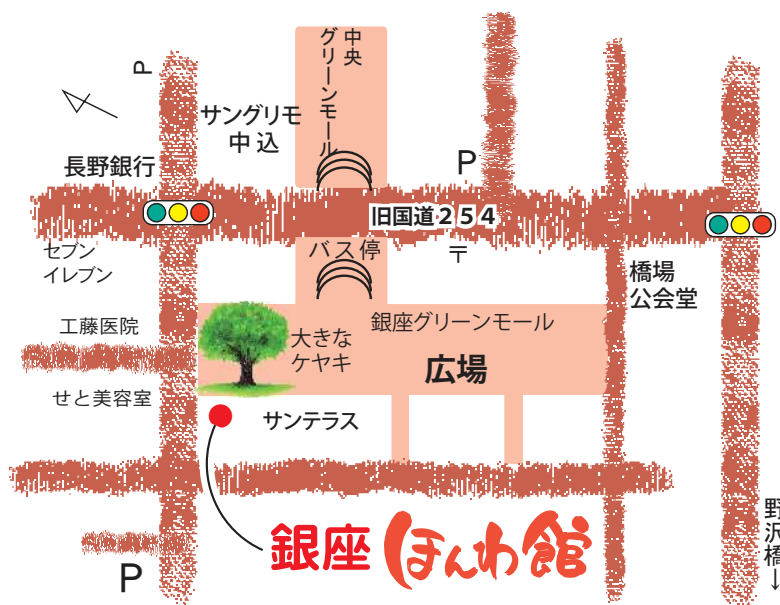 P
サングリモ
中込
中央
グリーンモール
長野銀行
P
旧国道254
セブン
イレブン
バス停
〒
橋場
公会堂
工藤医院
大きな
ケヤキ
銀座グリーンモール
広場
せと美容室
サンテラス
銀座 ほんわ館
野沢橋→
P